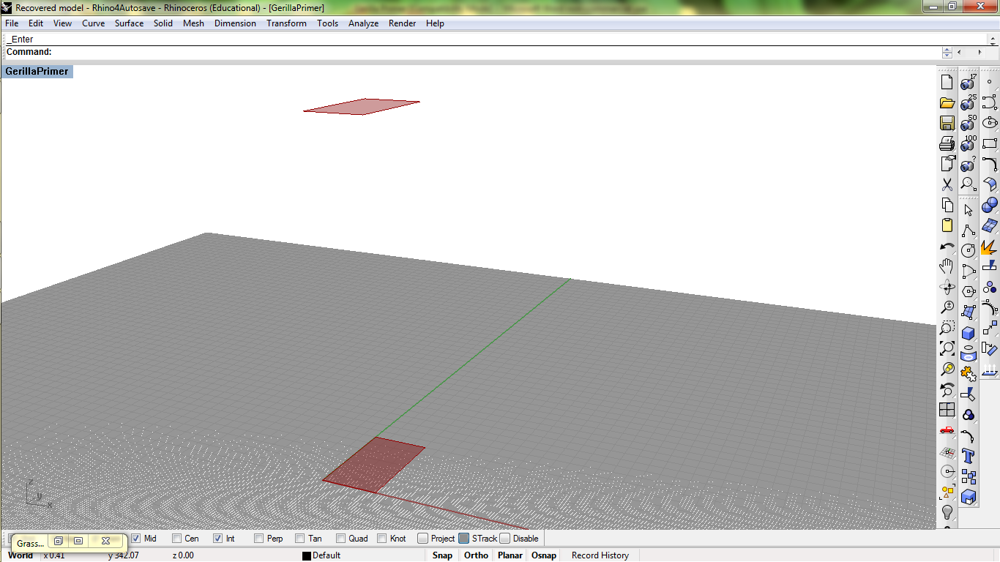 Recovered model - Rhino4Autosave - Rhinoceros (Educational) - [GerillaPrimer]
File Edit View Curve Surface Solid Mesh Dimension Transform Tools Analyze Render Help
_Enter
Command:
GerillaPrimer
17
25
50
100
?
z
y
x
Grass...
Mid Cen Int Perp Tan Quad Knot Project STrack Disable
World x 0.41 y 342.07 z 0.00 Default Snap Ortho Planar Osnap Record History